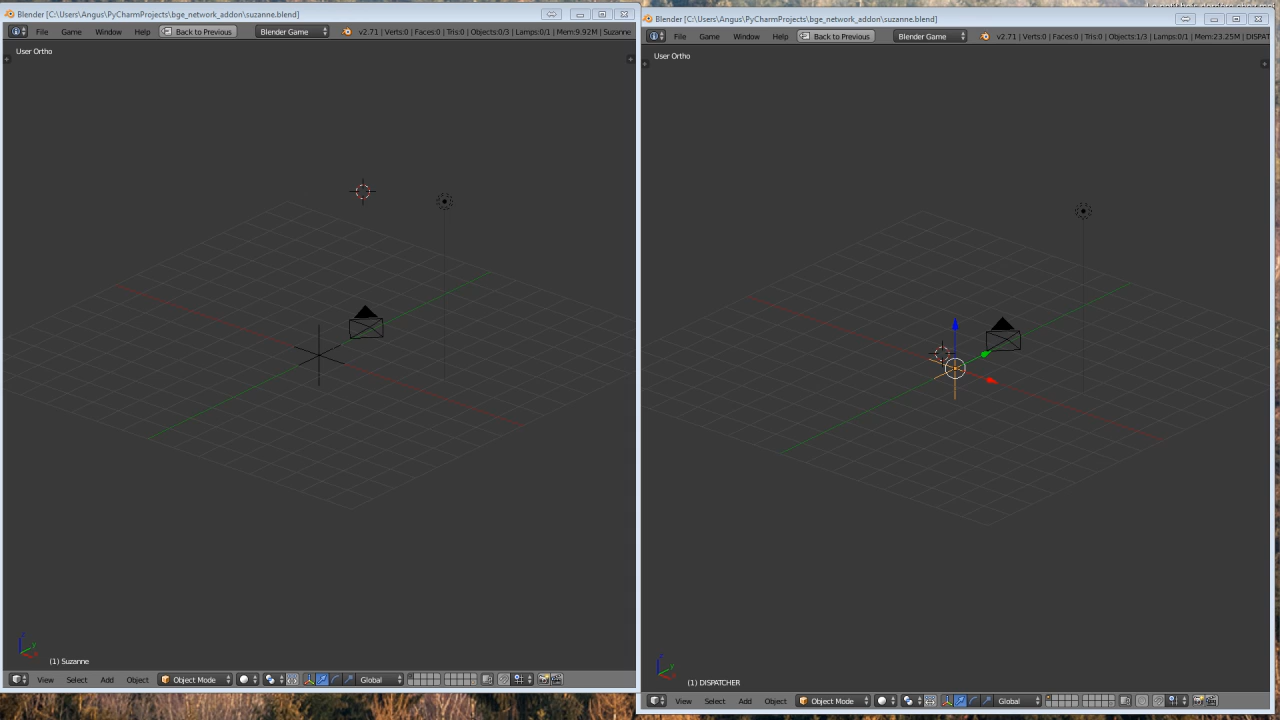 Blender [C:\Users\Angus\PyCharmProjects\bge_network_addon\suzanne.blend]
File Game Window Help Back to Previous Blender Game v2.71 | Verts:0 | Faces:0 | Tris:0 | Objects:0/3 | Lamps:0/1 | Mem:9.92M | Suzanne
User Ortho
(1) Suzanne
View Select Add Object Object Mode Global
Blender [C:\Users\Angus\PyCharmProjects\bge_network_addon\suzanne.blend]
File Game Window Help Back to Previous Blender Game v2.71 | Verts:0 | Faces:0 | Tris:0 | Objects:1/3 | Lamps:0/1 | Mem:23.25M | DISPAT
User Ortho
(1) DISPATCHER
View Select Add Object Object Mode Global